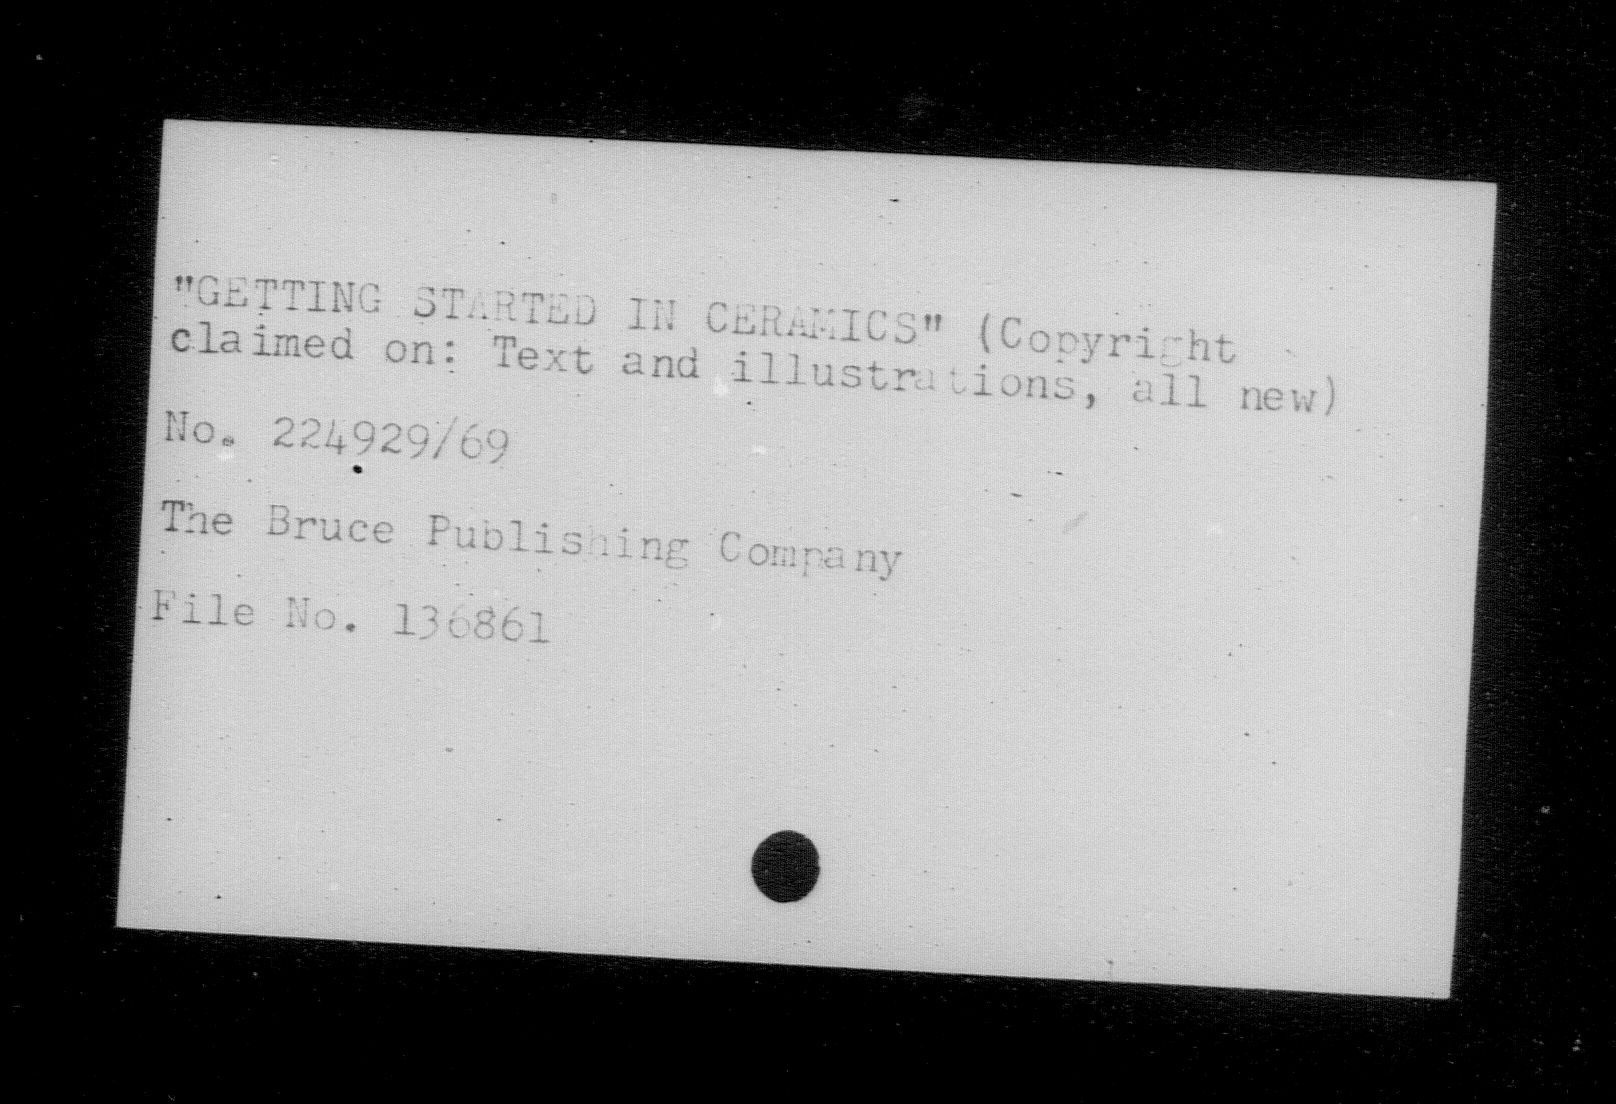 "GETTING STARTED IN CERAMICS" (Copyright
claimed on: Text and illustrations, all new)
No. 224929/69
The Bruce Publishing Company
File No. 136861